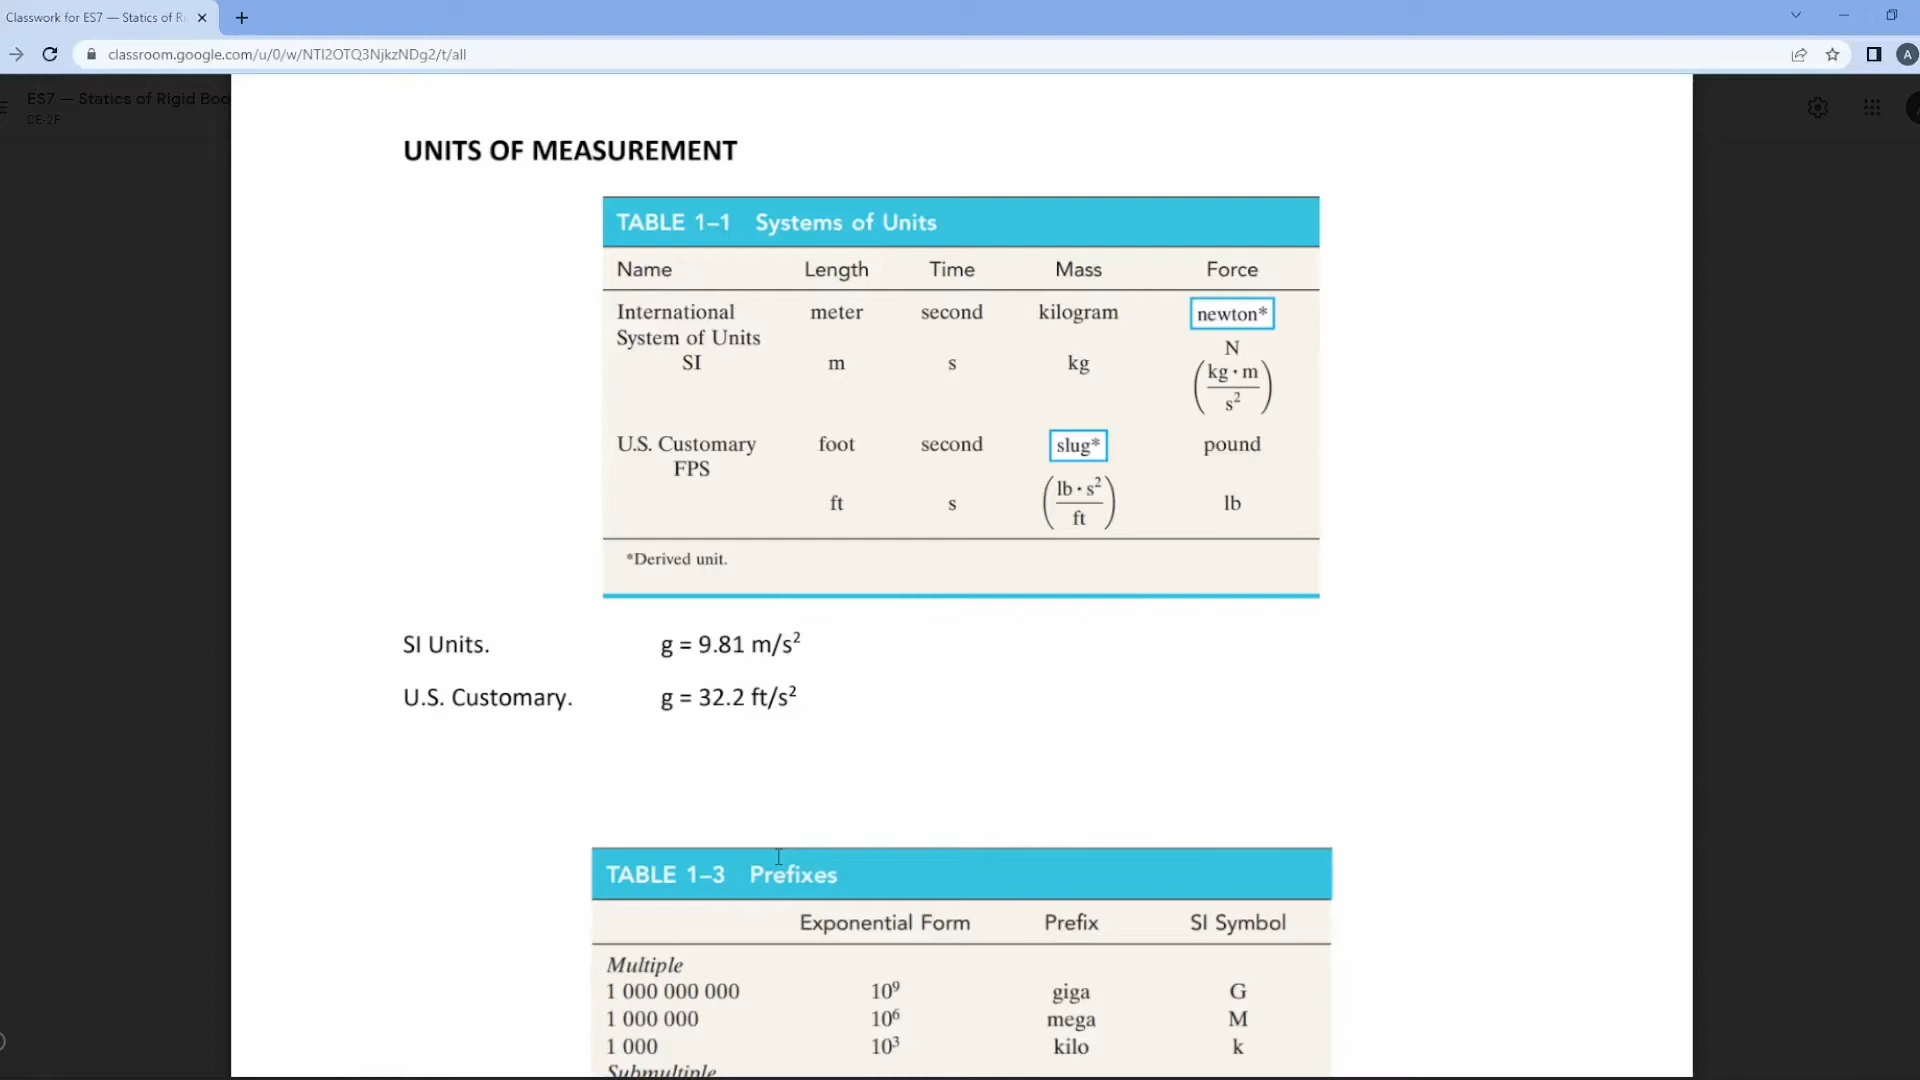 Classwork for ES7 — Statics of Ri
classroom.google.com/u/0/w/NTI2OTQ3NjkzNDg2/t/all
A
ES7 — Statics of Rigid Bod
CE-2F
UNITS OF MEASUREMENT
TABLE 1–1 Systems of Units
Name Length Time Mass Force
International meter second kilogram newton*
System of Units N
SI m s kg (kg · m / s²)
U.S. Customary foot second slug* pound
FPS
ft s (lb · s² / ft) lb
*Derived unit.
SI Units. g = 9.81 m/s²
U.S. Customary. g = 32.2 ft/s²
TABLE 1–3 Prefixes
Exponential Form Prefix SI Symbol
Multiple
1 000 000 000 10⁹ giga G
1 000 000 10⁶ mega M
1 000 10³ kilo k
Submultiple